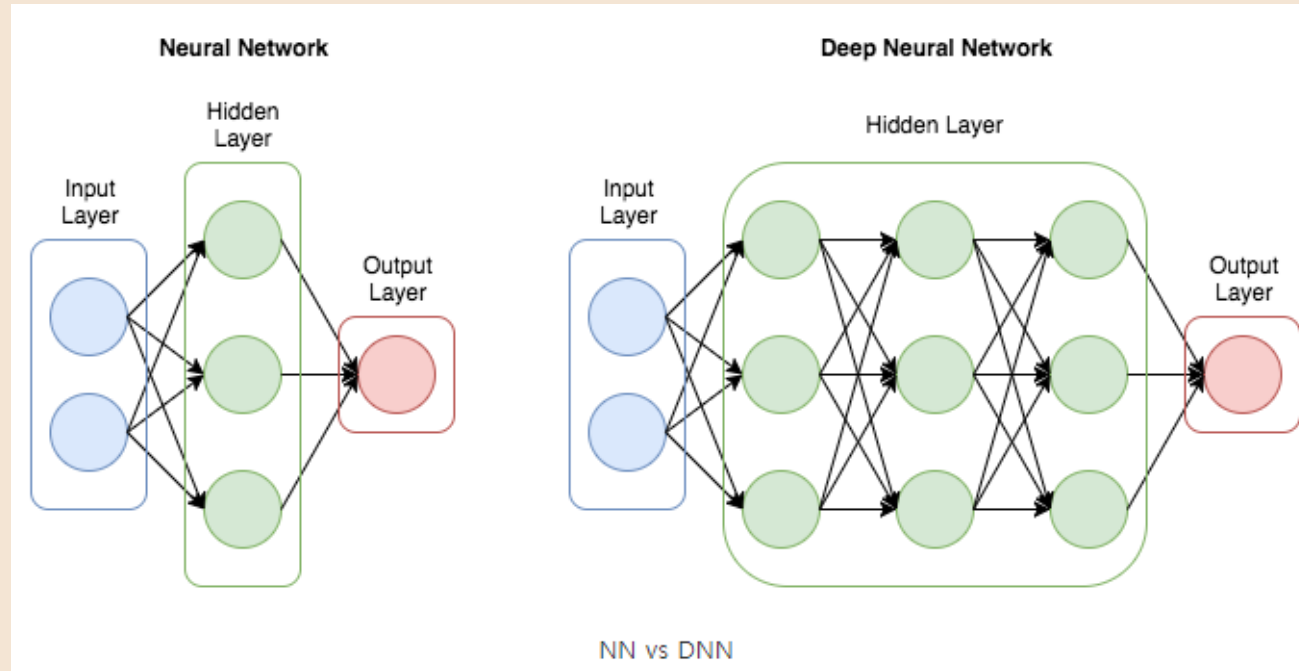 Neural Network
Hidden
Layer
Input
Layer
Output
Layer
Deep Neural Network
Hidden Layer
Input
Layer
Output
Layer
NN vs DNN